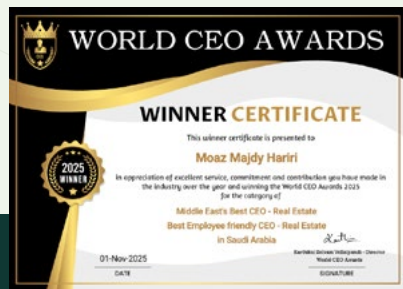 WORLD CEO AWARDS
WINNER CERTIFICATE
This winner certificate is presented to
Moaz Majdy Hariri
in appreciation of excellent service, commitment and contribution you have made in
the industry over the year and winning the World CEO Awards 2025
for the category of
2025
WINNER
Middle East's Best CEO - Real Estate
Best Employee friendly CEO - Real Estate
in Saudi Arabia
01-Nov-2025
DATE
- Director
World CEO Awards
SIGNATURE